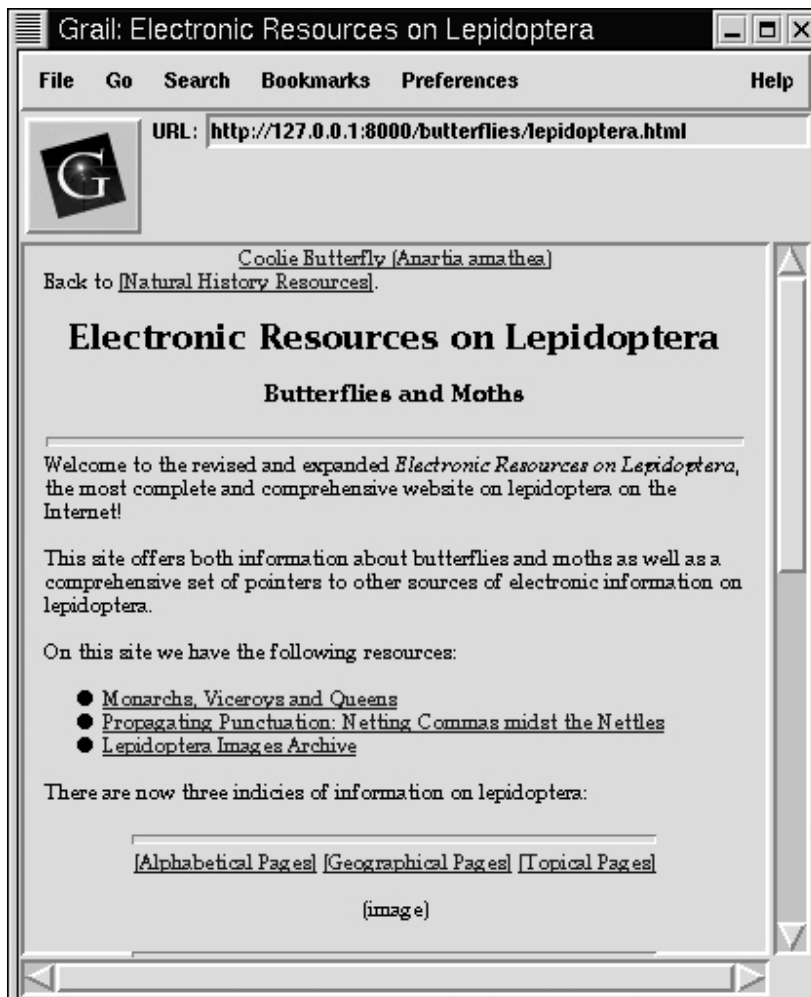 Grail: Electronic Resources on Lepidoptera
File Go Search Bookmarks Preferences Help
URL: http://127.0.0.1:8000/butterflies/lepidoptera.html
G
Coolie Butterfly (Anartia amathea)
Back to [Natural History Resources].
Electronic Resources on Lepidoptera
Butterflies and Moths
Welcome to the revised and expanded Electronic Resources on Lepidoptera,
the most complete and comprehensive website on lepidoptera on the
Internet!
This site offers both information about butterflies and moths as well as a
comprehensive set of pointers to other sources of electronic information on
lepidoptera.
On this site we have the following resources:
Monarchs, Viceroys and Queens
Propagating Punctuation: Netting Commas midst the Nettles
Lepidoptera Images Archive
There are now three indicies of information on lepidoptera:
[Alphabetical Pages] [Geographical Pages] [Topical Pages]
(image)